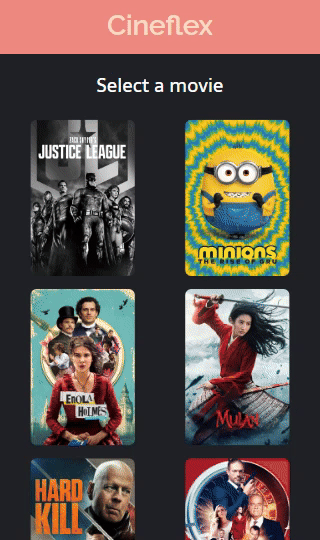 Cineflex
Select a movie
ZACK SNYDER'S
JUSTICE LEAGUE
MINIONS
THE RISE OF GRU
ENOLA
HOLMES
MULAN
HARD
KILL